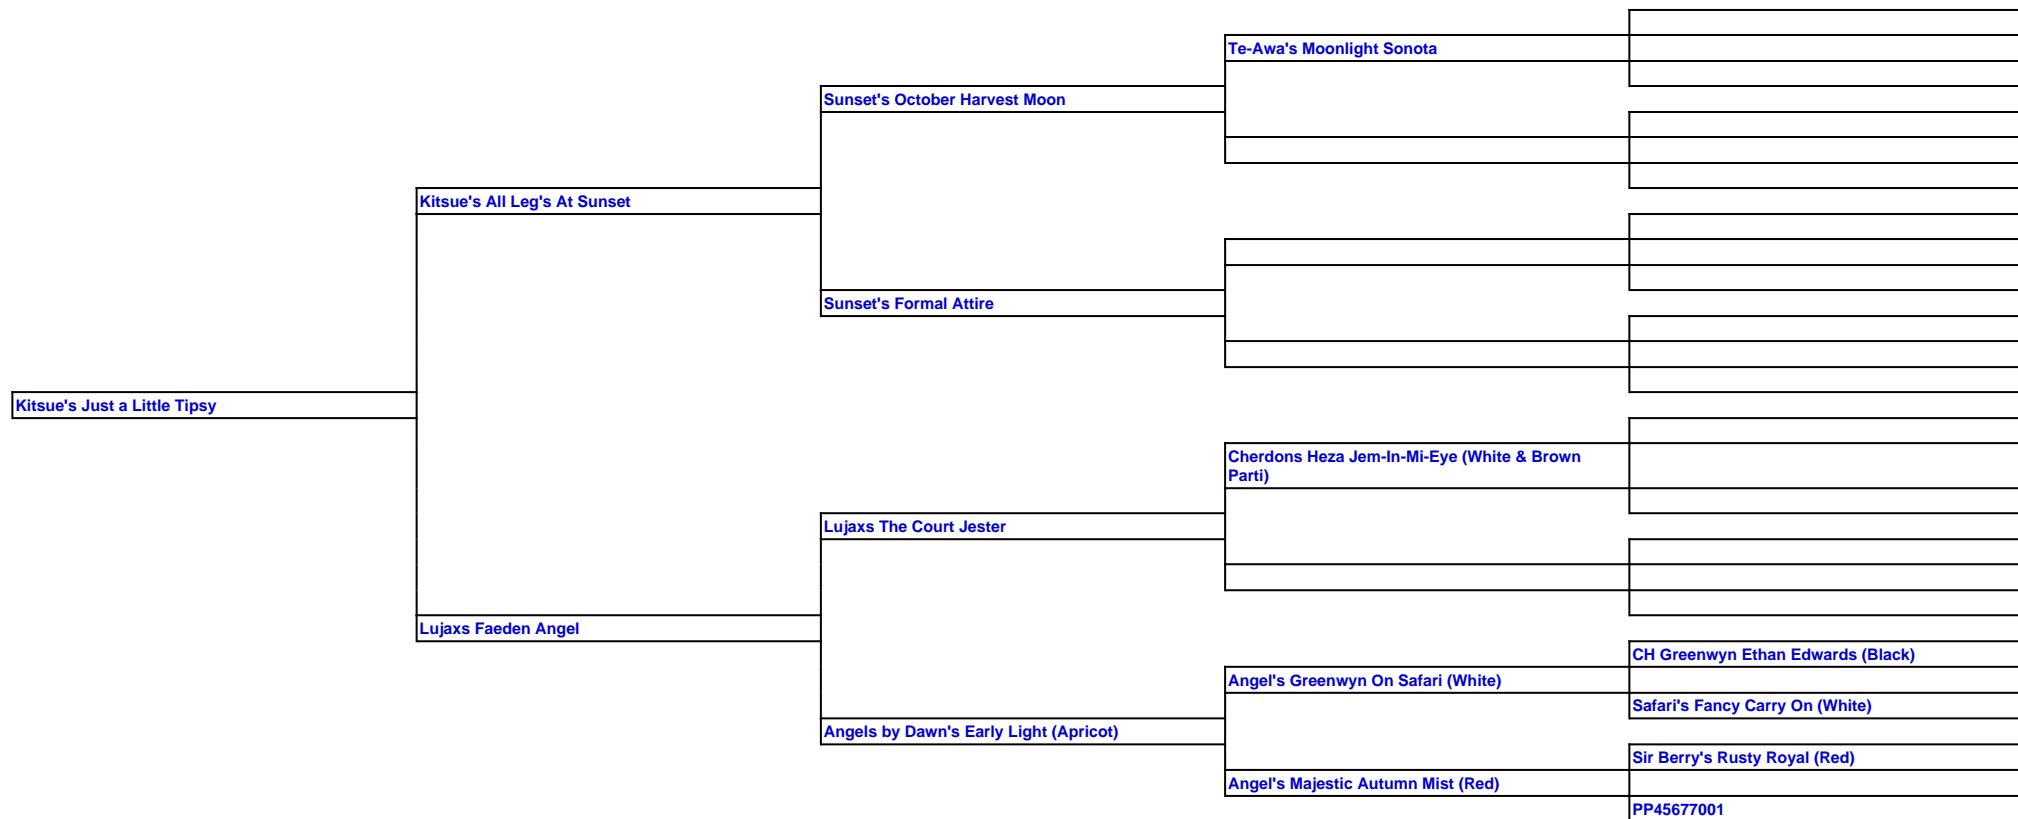 Te-Awa's Moonlight Sonota
Sunset's October Harvest Moon
Kitsue's All Leg's At Sunset
Sunset's Formal Attire
Kitsue's Just a Little Tipsy
Cherdons Heza Jem-In-Mi-Eye (White & Brown
Parti)
Lujaxs The Court Jester
Lujaxs Faeden Angel
CH Greenwyn Ethan Edwards (Black)
Angel's Greenwyn On Safari (White)
Safari's Fancy Carry On (White)
Angels by Dawn's Early Light (Apricot)
Sir Berry's Rusty Royal (Red)
Angel's Majestic Autumn Mist (Red)
PP45677001